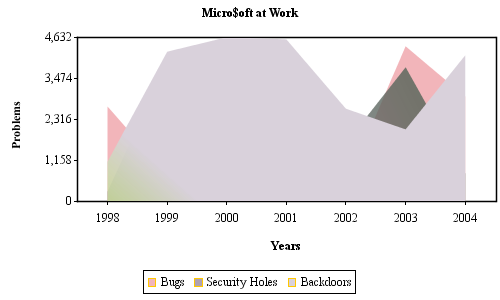 Micro$oft at Work
4,632
3,474
2,316
1,158
0
Problems
1998 1999 2000 2001 2002 2003 2004
Years
Bugs Security Holes Backdoors